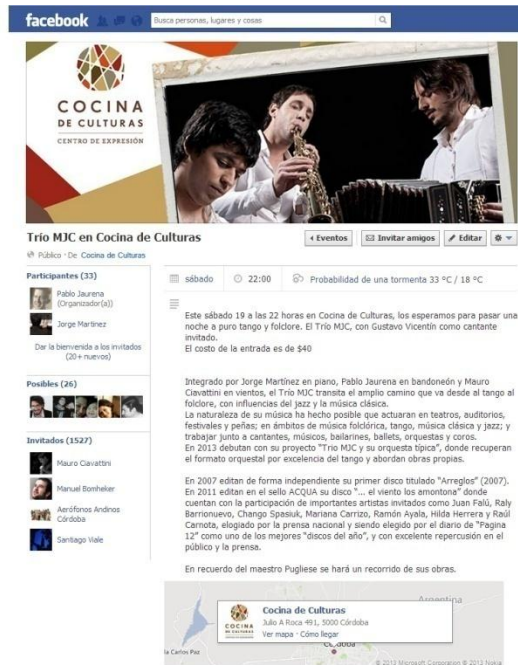 facebook
Busca personas, lugares y cosas
COCINA
DE CULTURAS
CENTRO DE EXPRESIÓN
Trío MJC en Cocina de Culturas
Eventos
Invitar amigos
Editar
Público · De Cocina de Culturas
Participantes (33)
Pablo Jaurena
(Organizador(a))
Jorge Martinez
Dar la bienvenida a los invitados
(20+ nuevos)
Posibles (26)
Invitados (1527)
Mauro Ciavattini
Manuel Bomheker
Aerófonos Andinos
Córdoba
Santiago Viale
sábado
22:00
Probabilidad de una tormenta 33 °C / 18 °C
Este sábado 19 a las 22 horas en Cocina de Culturas, los esperamos para pasar una
noche a puro tango y folclore. El Trío MJC, con Gustavo Vicentín como cantante
invitado.
El costo de la entrada es de $40
Integrado por Jorge Martínez en piano, Pablo Jaurena en bandoneón y Mauro
Ciavattini en vientos, el Trío MJC transita el amplio camino que va desde al tango al
folclore, con influencias del jazz y la música clásica.
La naturaleza de su música ha hecho posible que actuaran en teatros, auditorios,
festivales y peñas; en ámbitos de música folclórica, tango, música clásica y jazz; y
trabajar junto a cantantes, músicos, bailarines, ballets, orquestas y coros.
En 2013 debutan con su proyecto "Trio MJC y su orquesta típica", donde recuperan
el formato orquestal por excelencia del tango y abordan obras propias.
En 2007 editan de forma independiente su primer disco titulado "Arreglos" (2007).
En 2011 editan en el sello ACQUA su disco "... el viento los amontona" donde
cuentan con la participación de importantes artistas invitados como Juan Falú, Raly
Barrionuevo, Chango Spasiuk, Mariana Carrizo, Ramón Ayala, Hilda Herrera y Raúl
Carnota, elogiado por la prensa nacional y siendo elegido por el diario de "Pagina
12" como uno de los mejores "discos del año", y con excelente repercusión en el
público y la prensa.
En recuerdo del maestro Pugliese se hará un recorrido de sus obras.
Argentina
COCINA
DE CULTURAS
Cocina de Culturas
Julio A Roca 491, 5000 Córdoba
Ver mapa · Cómo llegar
la Carlos Paz
Córdoba
© 2013 Microsoft Corporation © 2013 Nokia